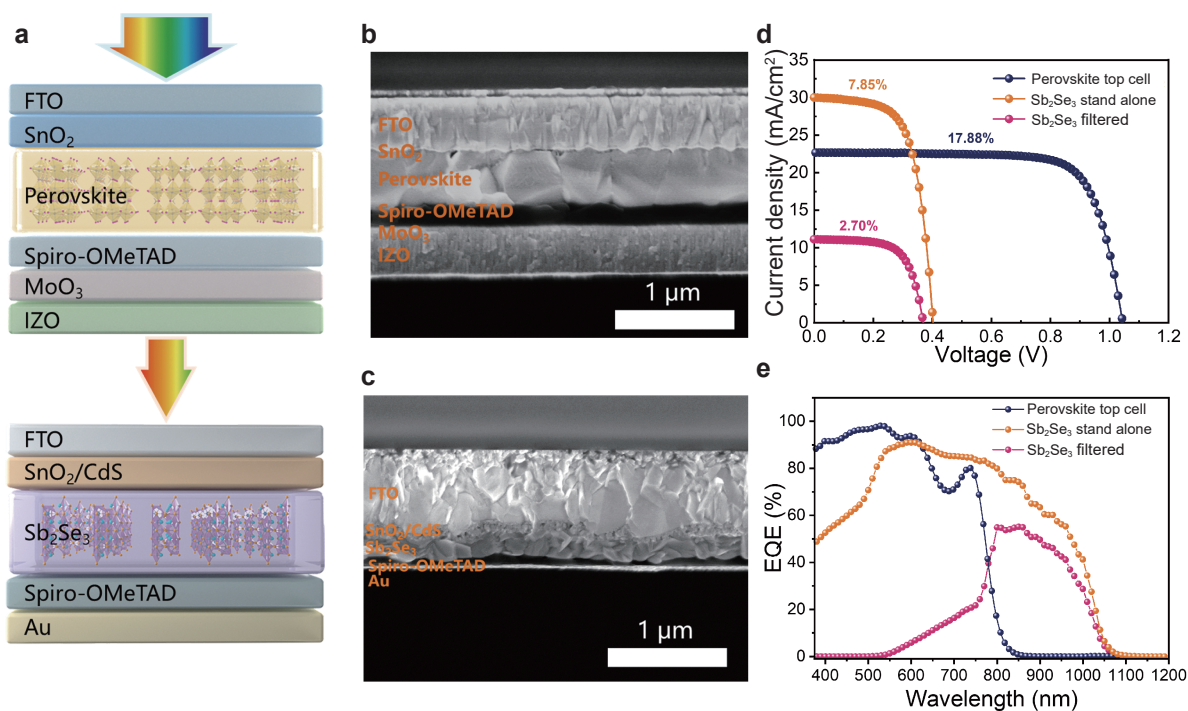 a
FTO
SnO₂
Perovskite
Spiro-OMeTAD
MoO₃
IZO
FTO
SnO₂/CdS
Sb₂Se₃
Spiro-OMeTAD
Au
b
FTO
SnO₂
Perovskite
Spiro-OMeTAD
MoO₃
IZO
1 μm
c
FTO
SnO₂/CdS
Sb₂Se₃
Spiro-OMeTAD
Au
1 μm
d
Current density (mA/cm²)
35
30
25
20
15
10
5
0
7.85%
17.88%
2.70%
Perovskite top cell
Sb₂Se₃ stand alone
Sb₂Se₃ filtered
0.0 0.2 0.4 0.6 0.8 1.0 1.2
Voltage (V)
e
EQE (%)
100
80
60
40
20
0
Perovskite top cell
Sb₂Se₃ stand alone
Sb₂Se₃ filtered
400 500 600 700 800 900 1000 1100 1200
Wavelength (nm)